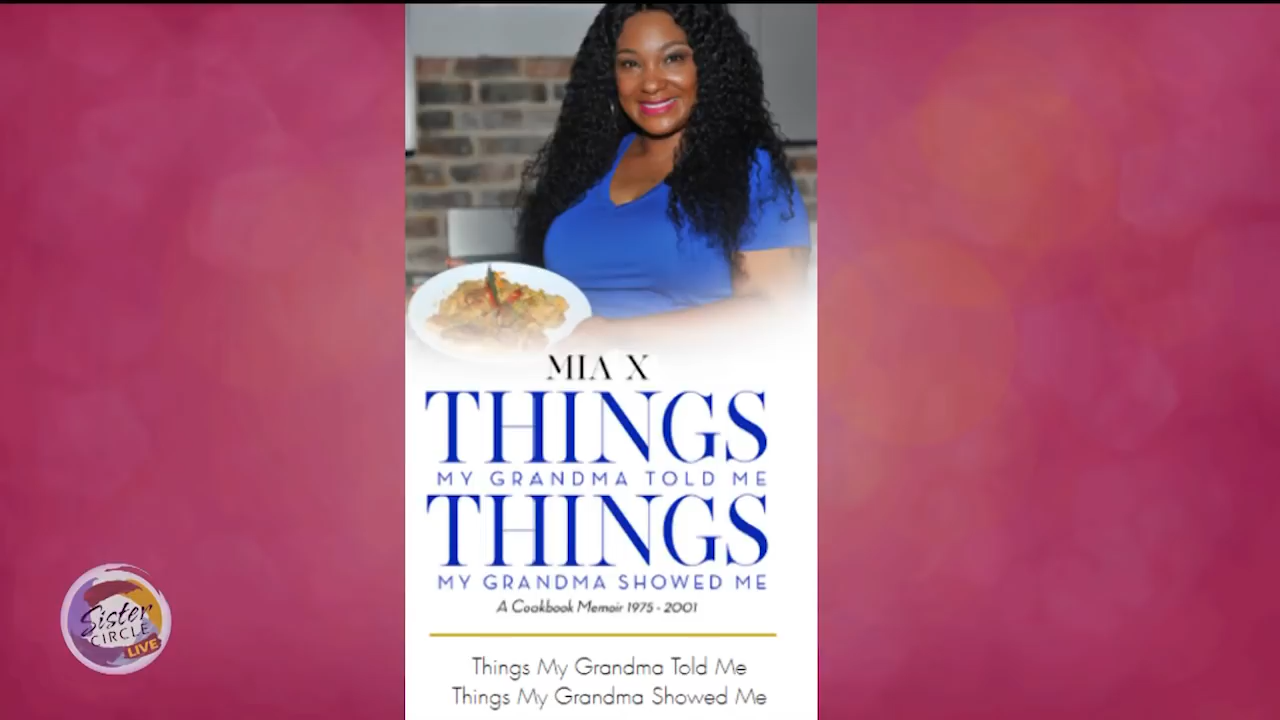 MIA X
THINGS
MY GRANDMA TOLD ME
THINGS
MY GRANDMA SHOWED ME
A Cookbook Memoir 1975 - 2001
Things My Grandma Told Me
Things My Grandma Showed Me
Sister
CIRCLE
LIVE